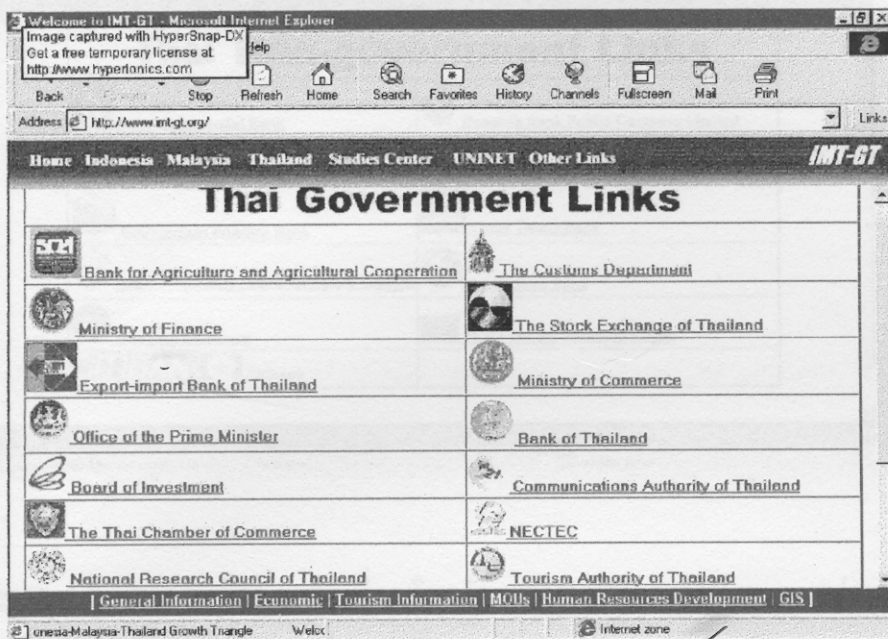 Welcome to IMT-GT - Microsoft Internet Explorer
Image captured with HyperSnap-DX
Get a free temporary license at
http://www.hyperionics.com
Help
Back Forward Stop Refresh Home Search Favorites History Channels Fullscreen Mail Print
Address http://www.imt-gt.org/ Links
Home Indonesia Malaysia Thailand Studies Center UNINET Other Links IMT-GT
Thai Government Links
Bank for Agriculture and Agricultural Cooperation The Customs Department
Ministry of Finance The Stock Exchange of Thailand
Export-import Bank of Thailand Ministry of Commerce
Office of the Prime Minister Bank of Thailand
Board of Investment Communications Authority of Thailand
The Thai Chamber of Commerce NECTEC
National Research Council of Thailand Tourism Authority of Thailand
[ General Information | Economic | Tourism Information | MOUs | Human Resources Development | GIS ]
onesia-Malaysia-Thailand Growth Triangle Welcc Internet zone